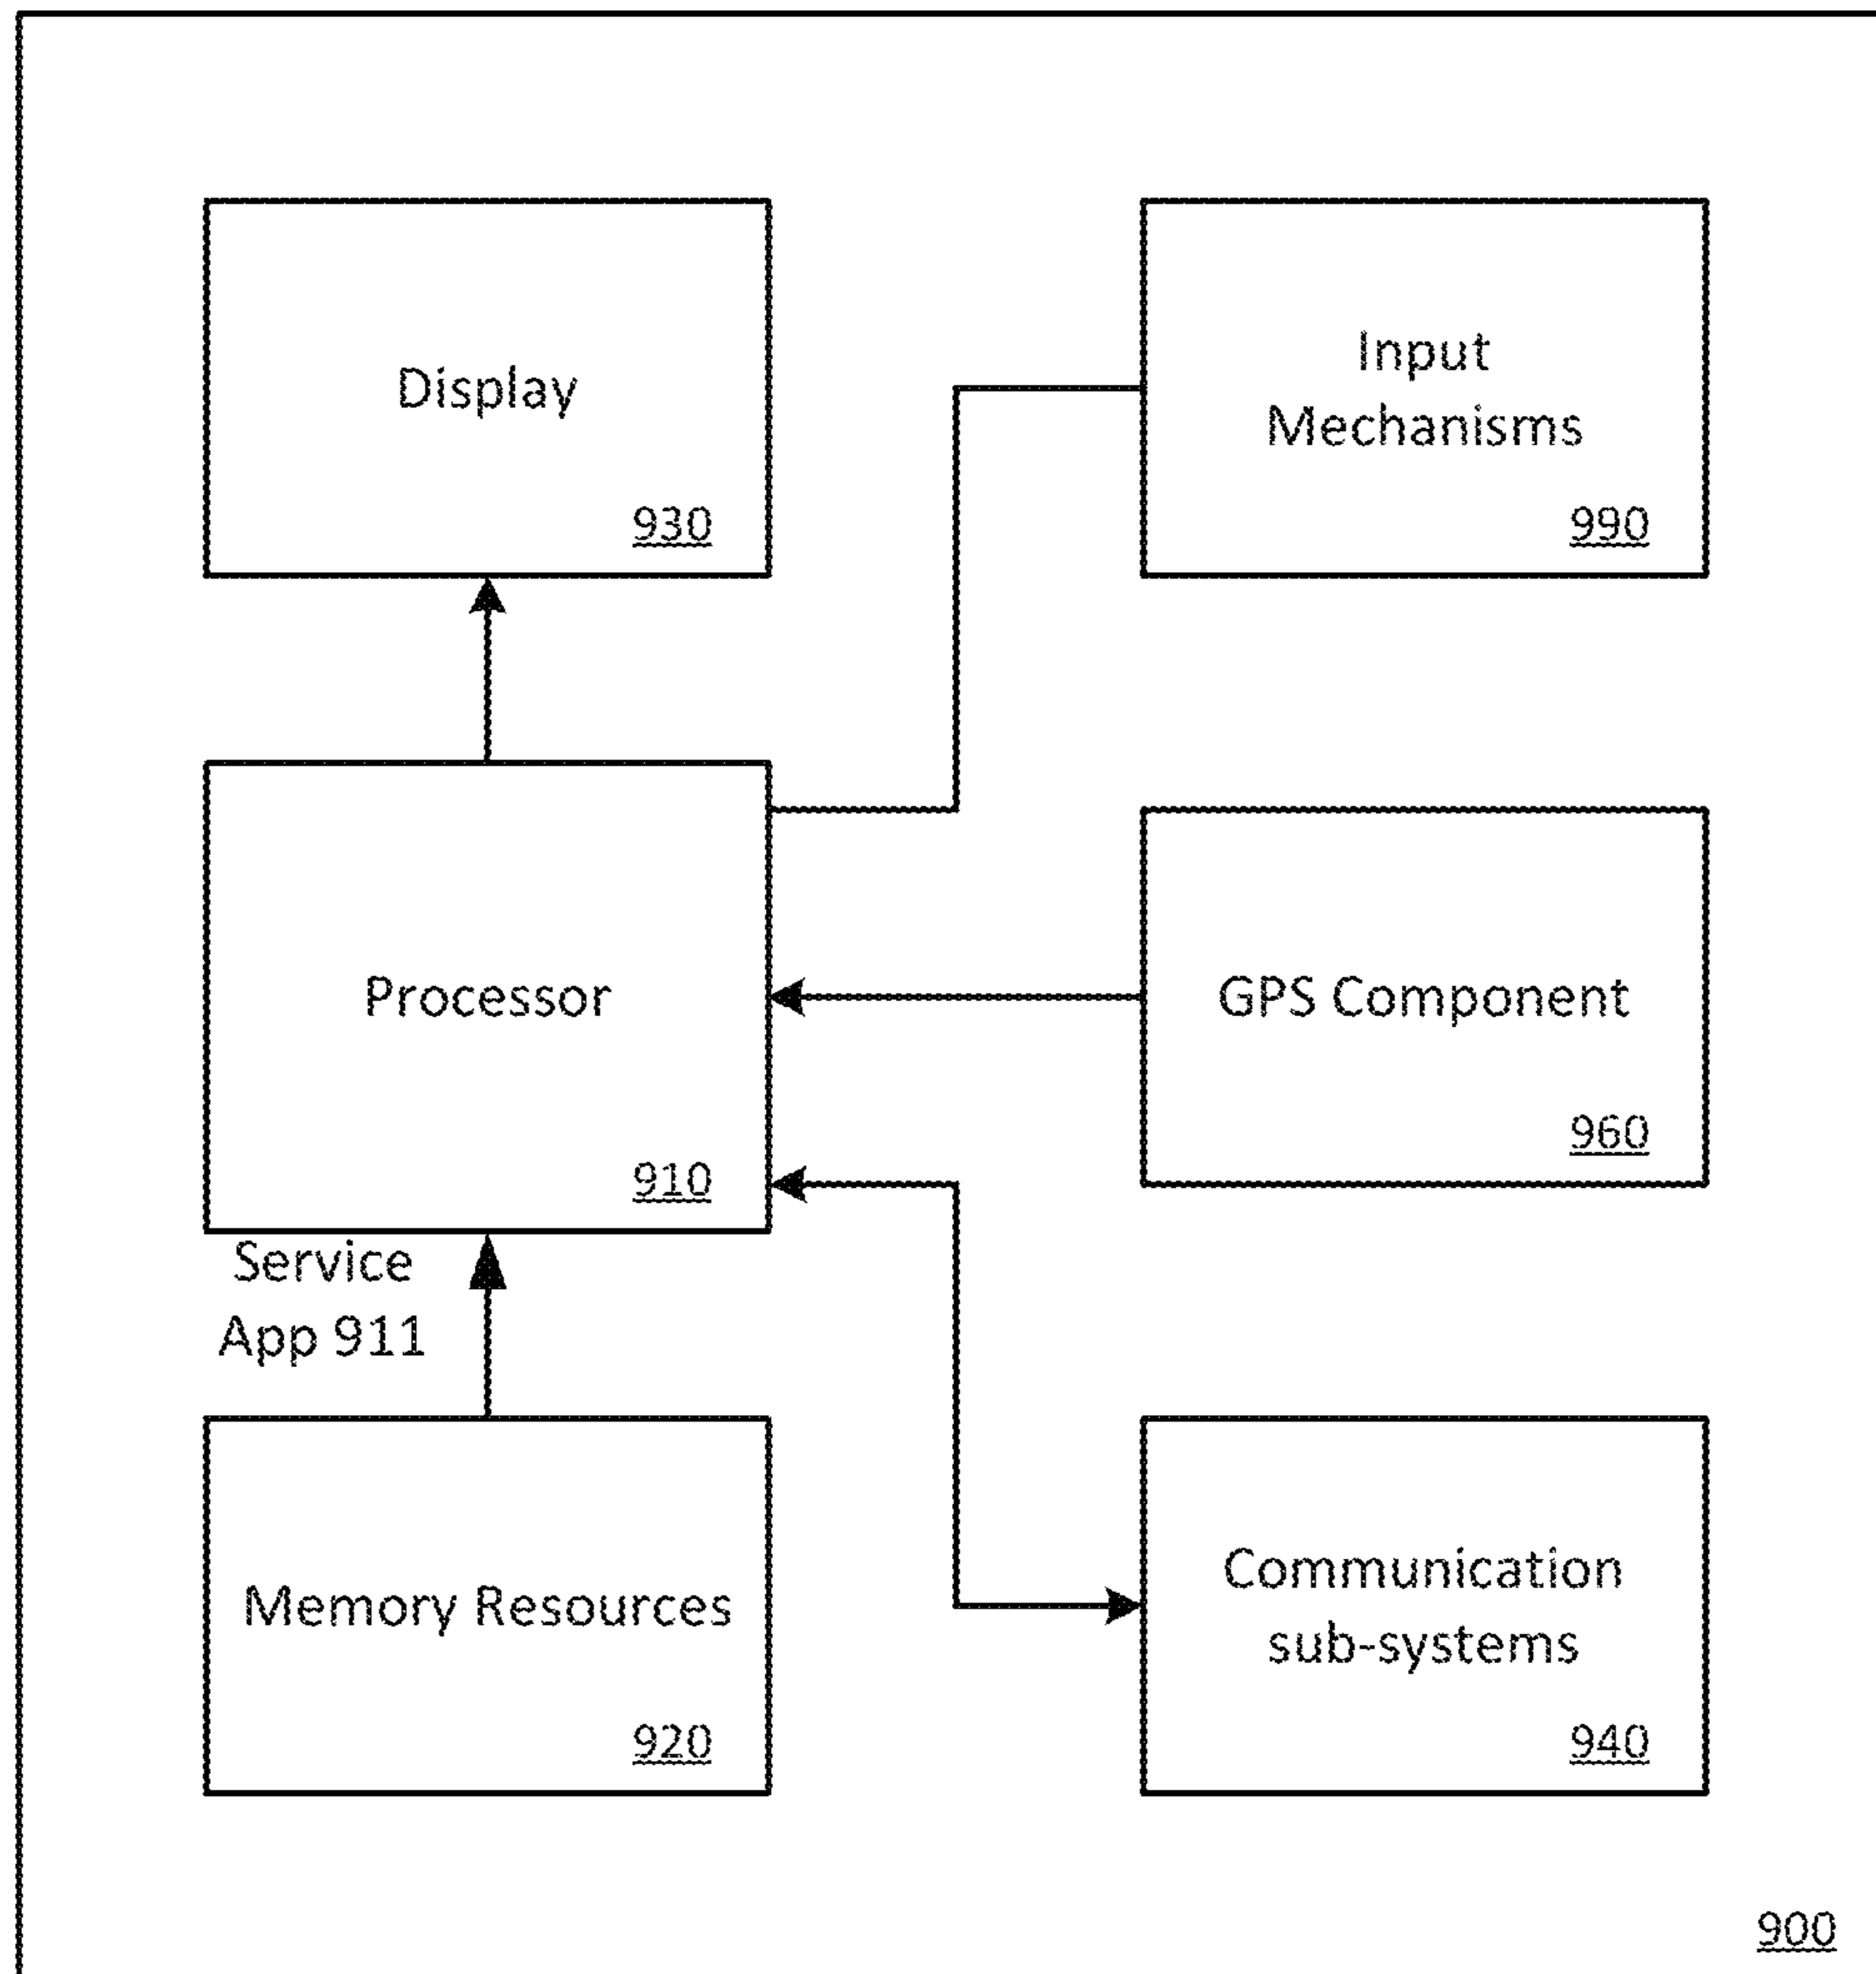 Display
930
Input
Mechanisms
990
Processor
910
GPS Component
960
Service
App 911
Memory Resources
920
Communication
sub-systems
940
900